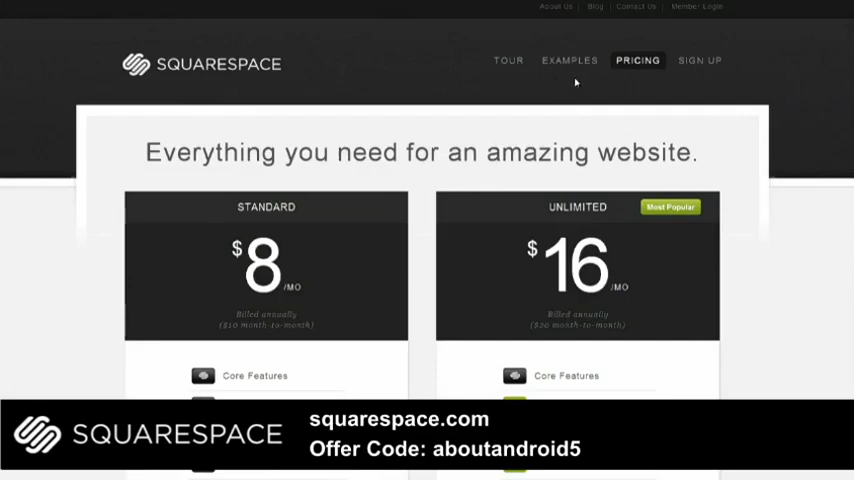 About Us | Blog | Contact Us | Member Login
SQUARESPACE
TOUR EXAMPLES PRICING SIGN UP
Everything you need for an amazing website.
STANDARD
$8 /MO
Billed annually
($10 month-to-month)
Core Features
UNLIMITED Most Popular
$16 /MO
Billed annually
($20 month-to-month)
Core Features
SQUARESPACE
squarespace.com
Offer Code: aboutandroid5